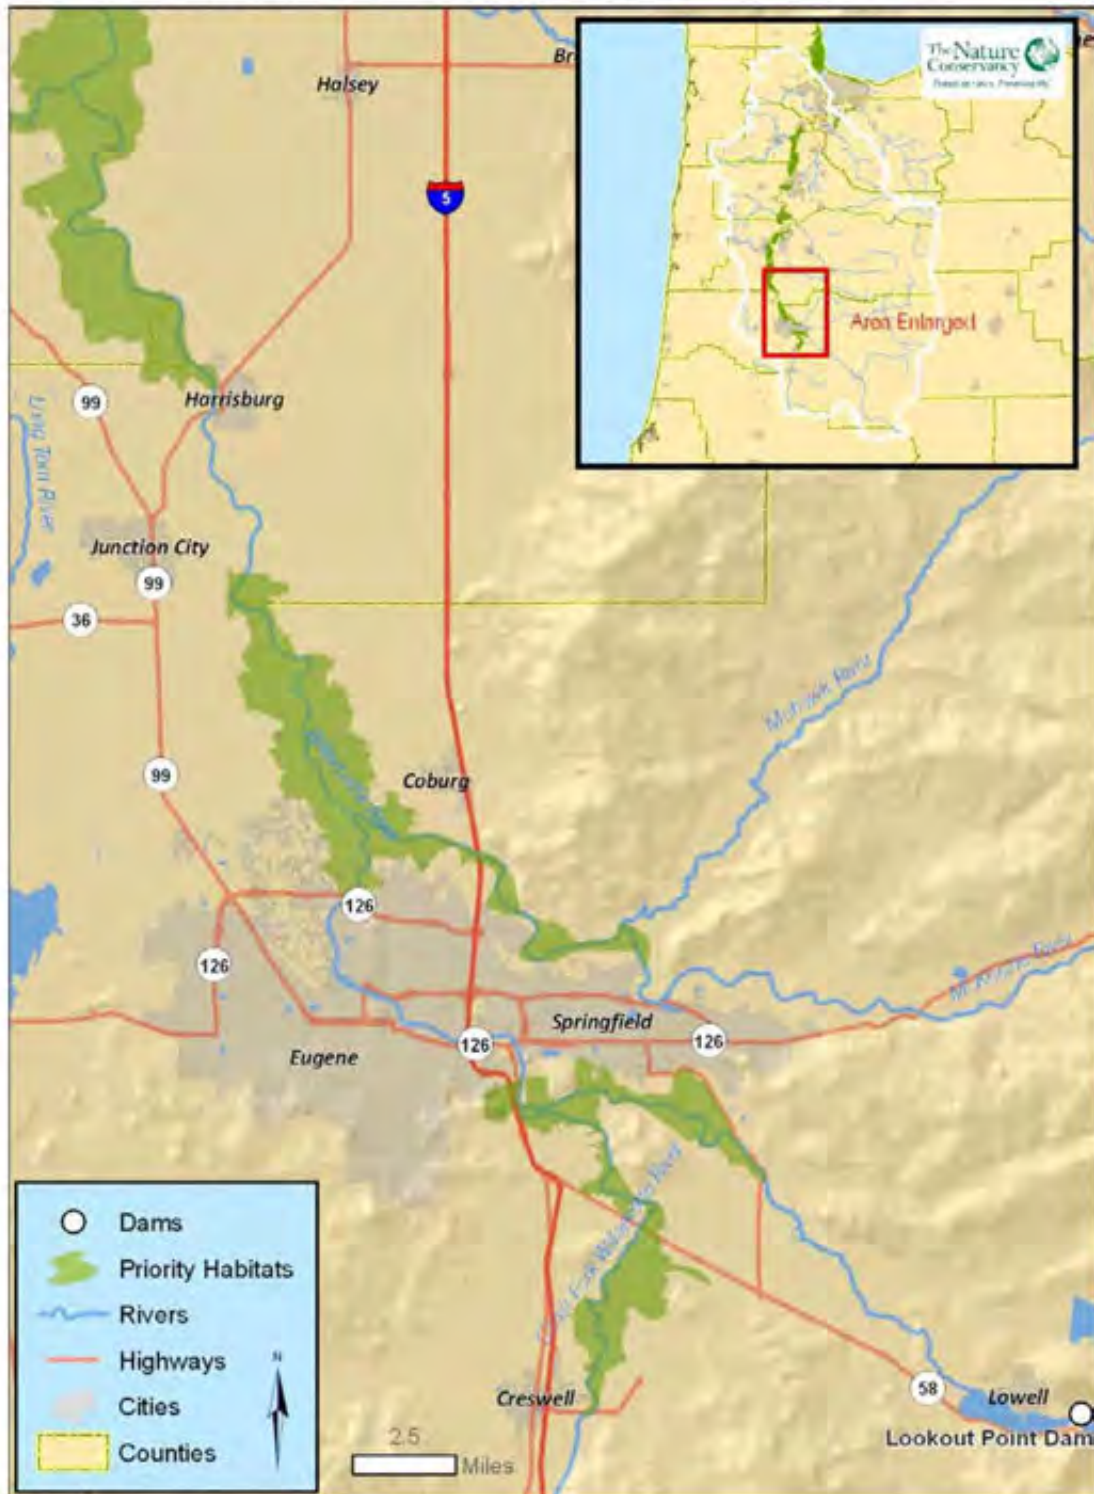 Halsey
5
The Nature
Conservancy
Area Enlarged
Harrisburg
99
Long Tom River
Junction City
99
36
Mohawk River
99
Coburg
126
126
McKenzie River
Springfield
126
126
Eugene
Creswell
58
Lowell
Lookout Point Dam
Dams
Priority Habitats
Rivers
Highways
Cities
Counties
N
2.5
Miles